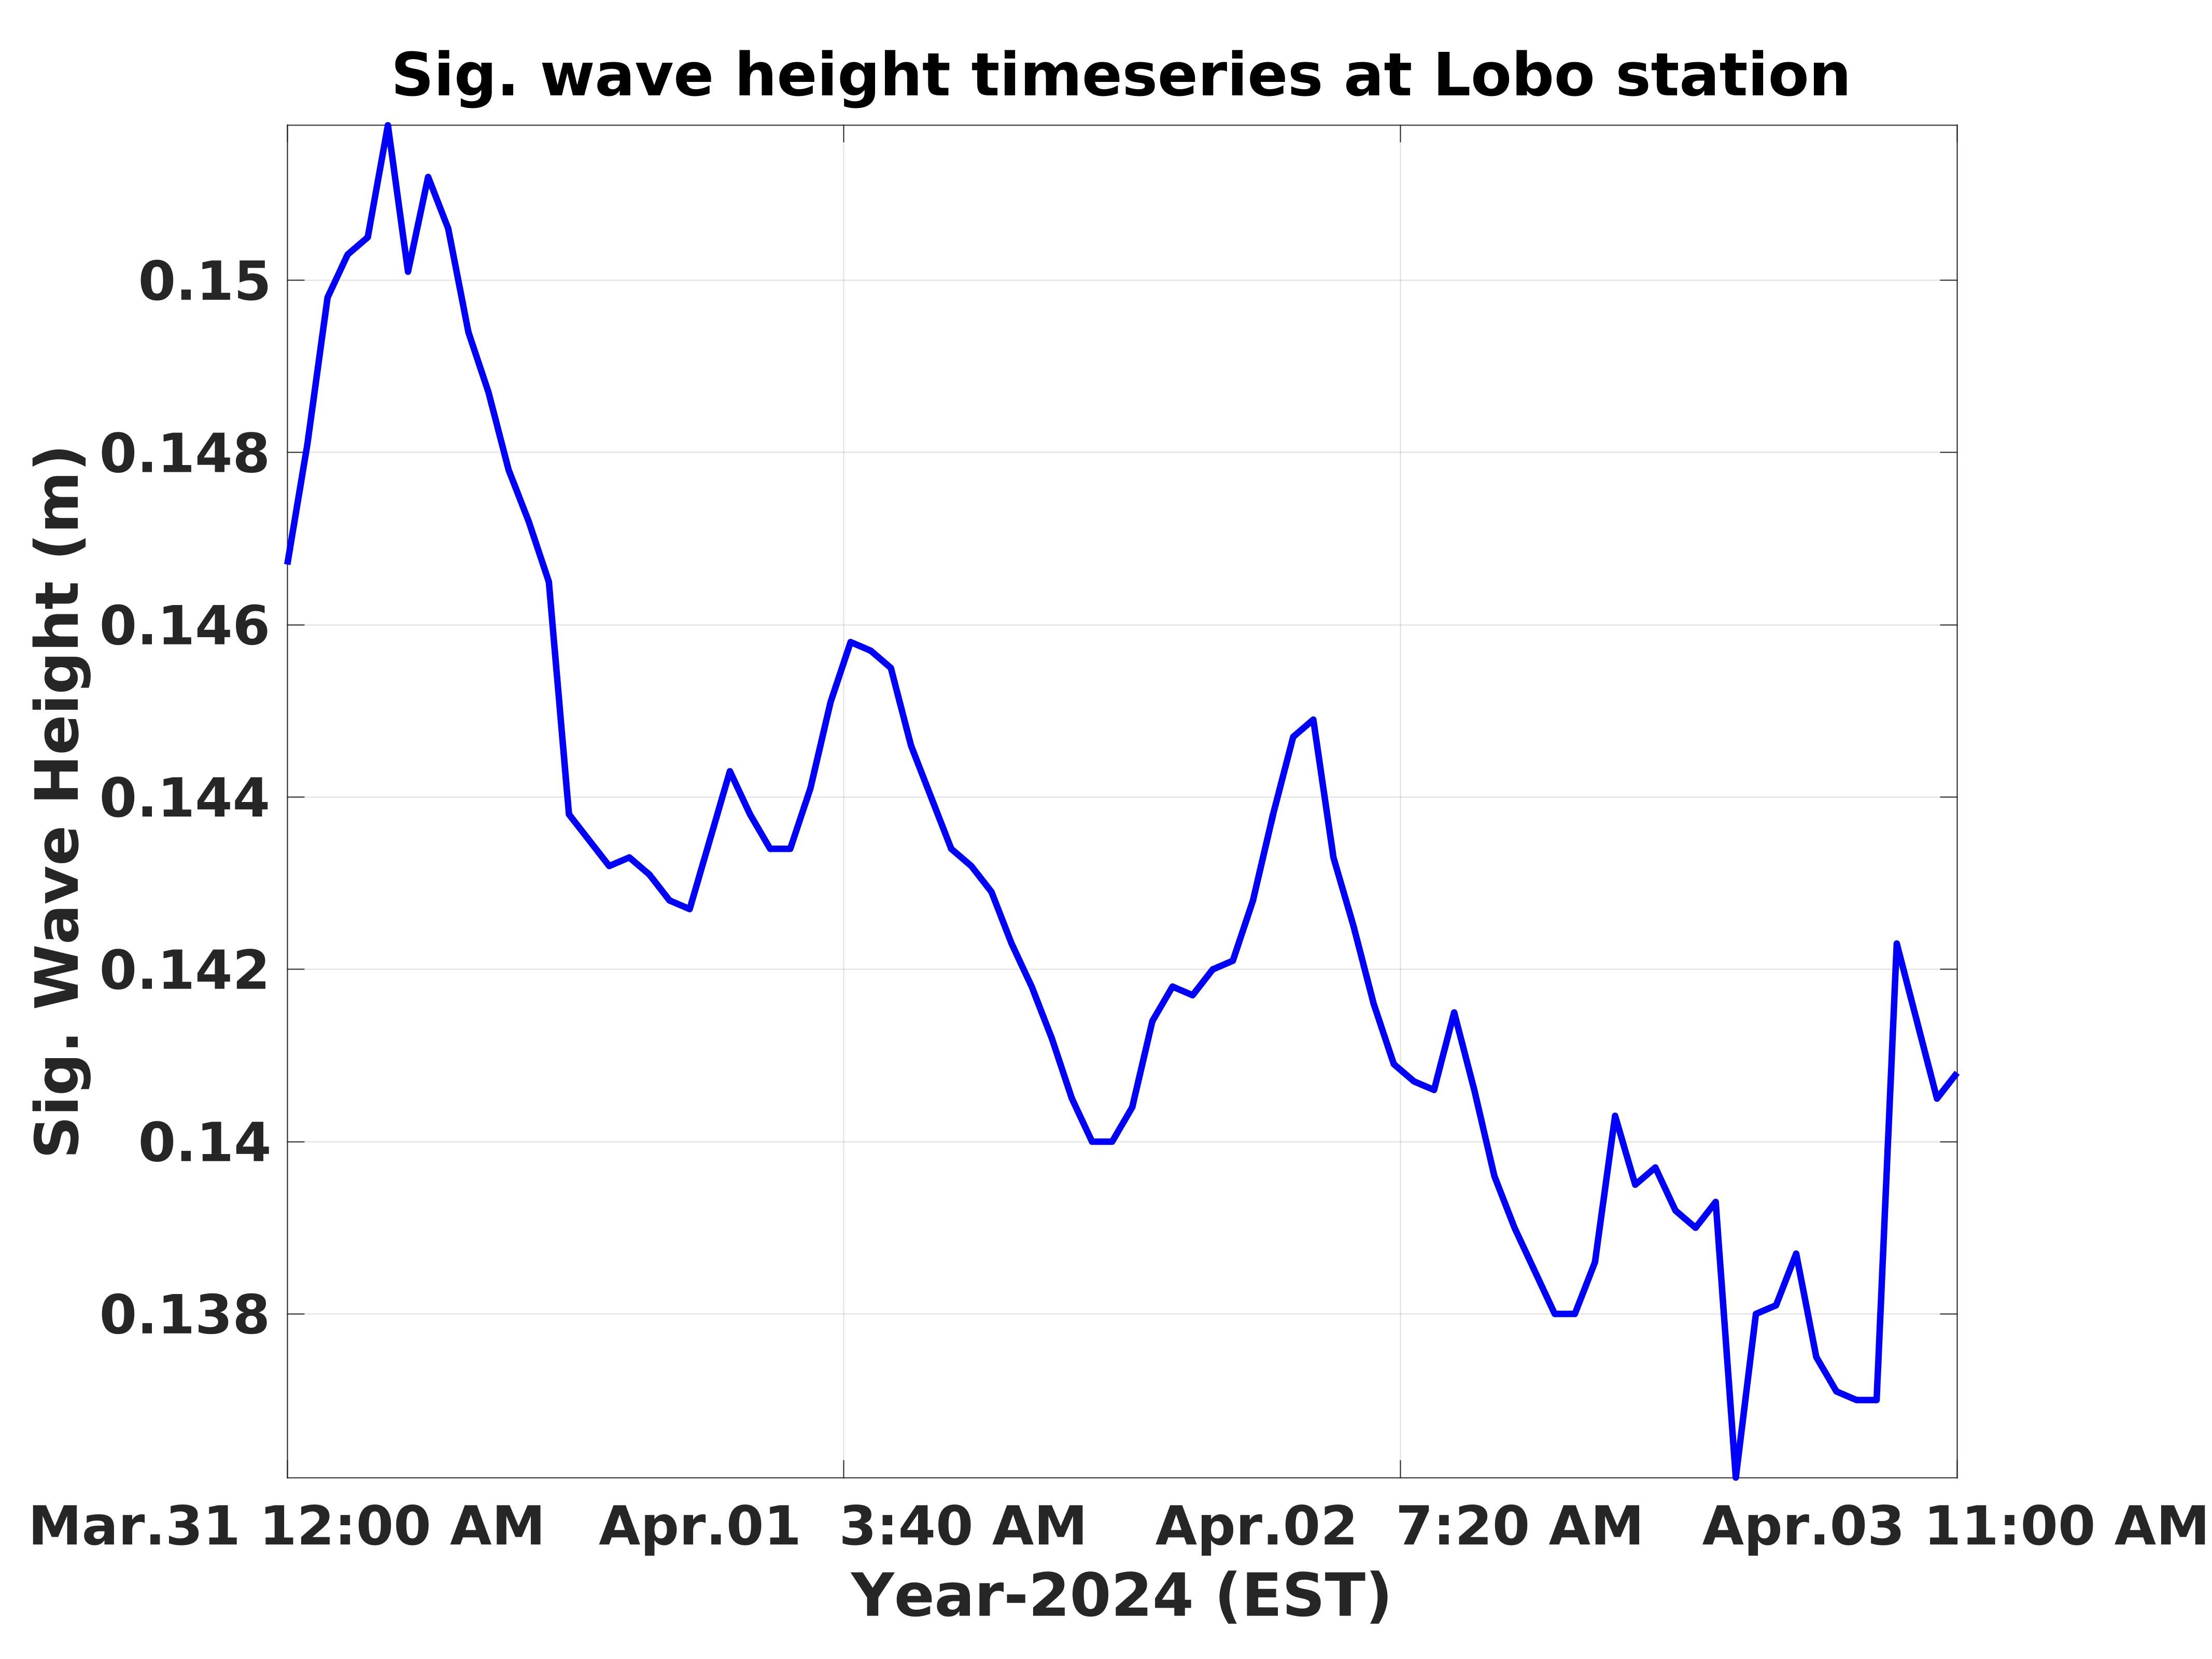 Sig. wave height timeseries at Lobo station
Sig. Wave Height (m)
0.15
0.148
0.146
0.144
0.142
0.14
0.138
Mar.31 12:00 AM Apr.01 3:40 AM Apr.02 7:20 AM Apr.03 11:00 AM
Year-2024 (EST)